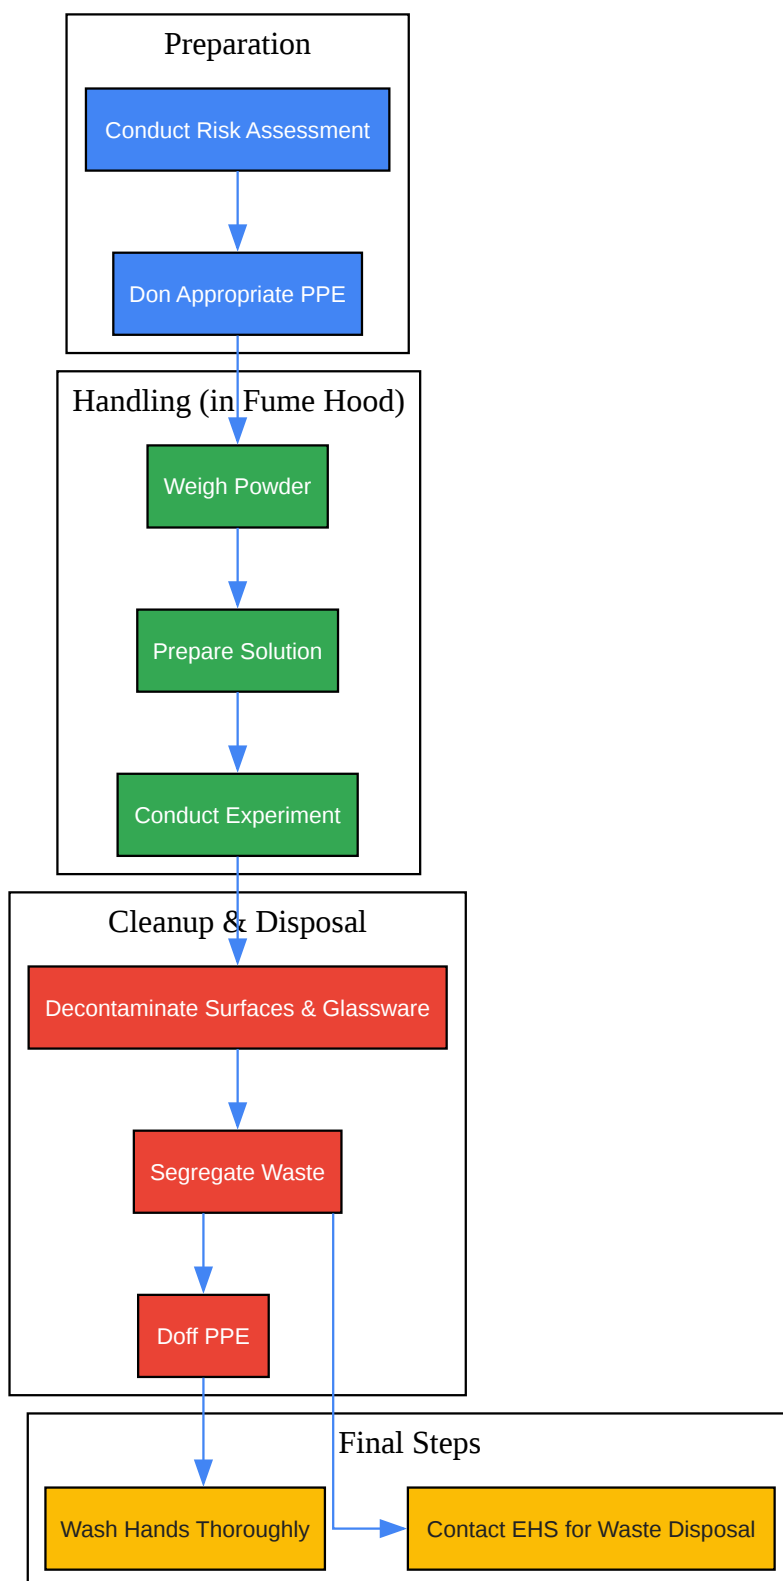 Preparation
Conduct Risk Assessment
Don Appropriate PPE
Handling (in Fume Hood)
Weigh Powder
Prepare Solution
Conduct Experiment
Cleanup & Disposal
Decontaminate Surfaces & Glassware
Segregate Waste
Doff PPE
Final Steps
Wash Hands Thoroughly
Contact EHS for Waste Disposal